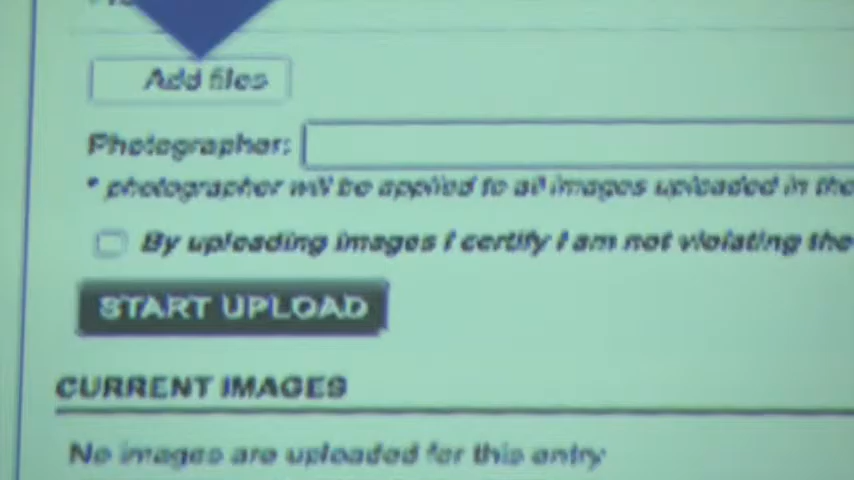 Add files
Photographer:
* photographer will be applied to all images uploaded in the
By uploading images I certify I am not violating the
START UPLOAD
CURRENT IMAGES
No images are uploaded for this entry